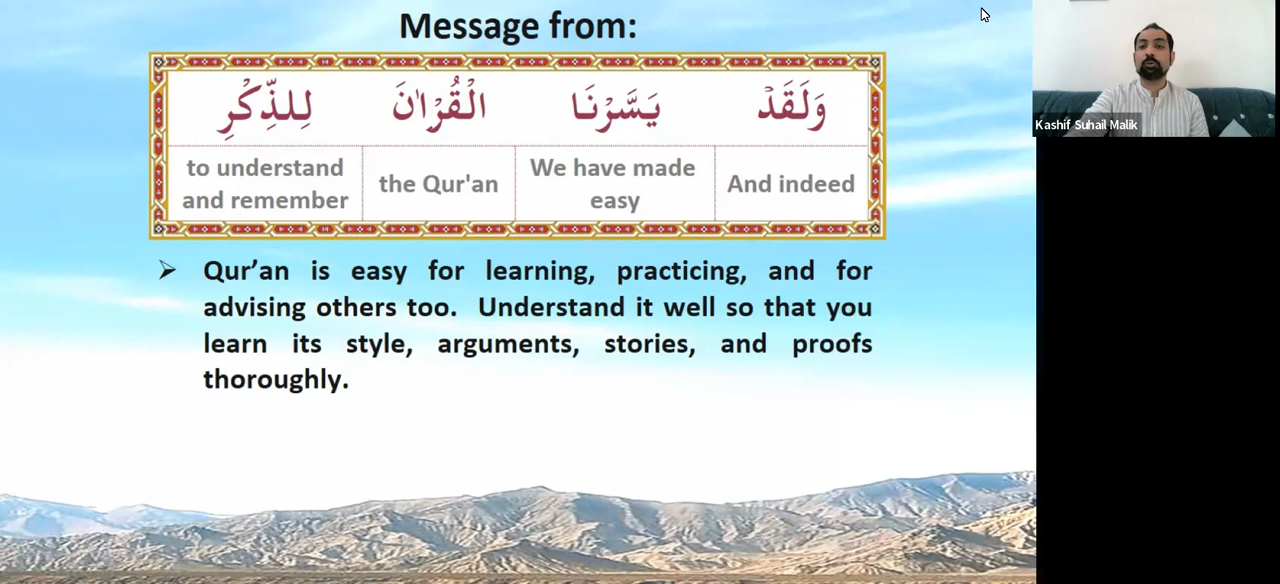 Message from:
وَلَقَدْ يَسَّرْنَا الْقُرْاٰنَ لِلذِّكْرِ
And indeed
We have made easy
the Qur'an
to understand and remember
➢ Qur’an is easy for learning, practicing, and for
advising others too. Understand it well so that you
learn its style, arguments, stories, and proofs
thoroughly.
Kashif Suhail Malik